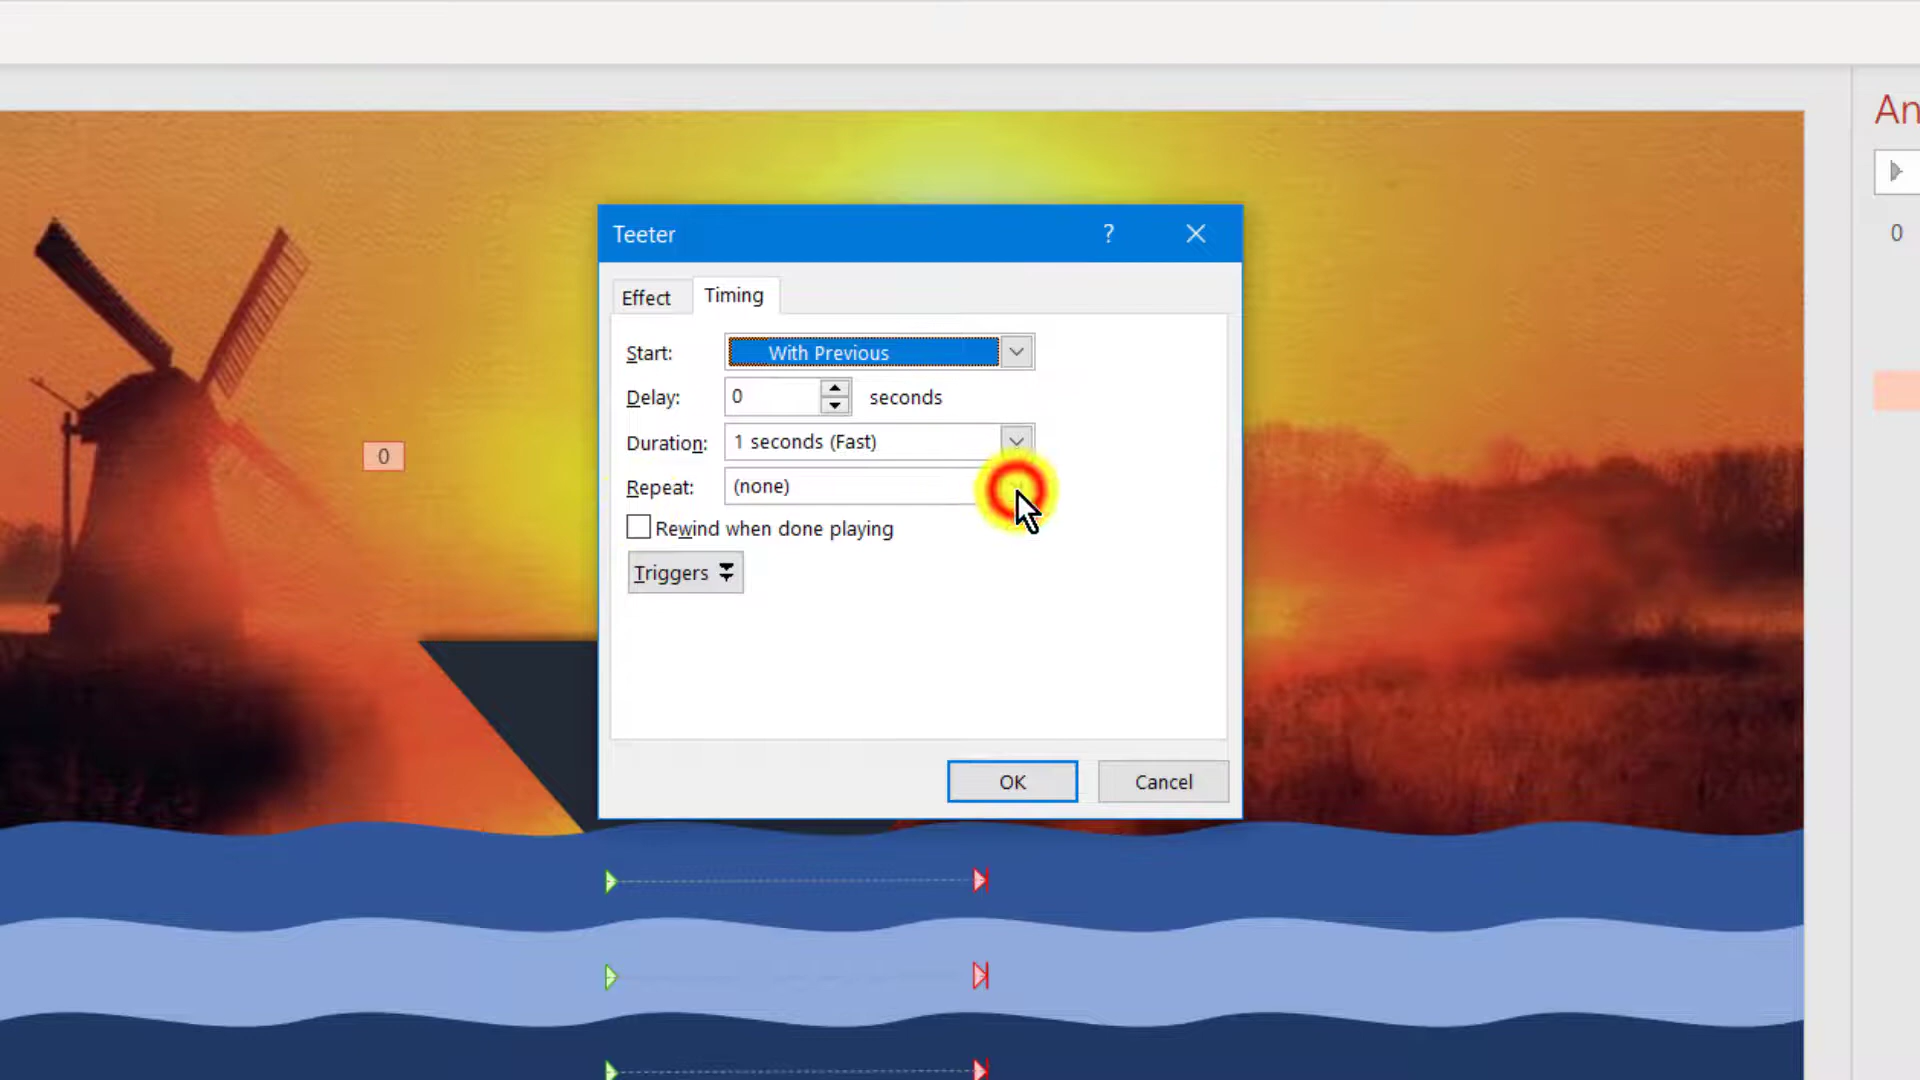 An
0
Teeter ?
Effect Timing
Start: With Previous
Delay: 0 seconds
Duration: 1 seconds (Fast)
Repeat: (none)
Rewind when done playing
Triggers
OK Cancel
0